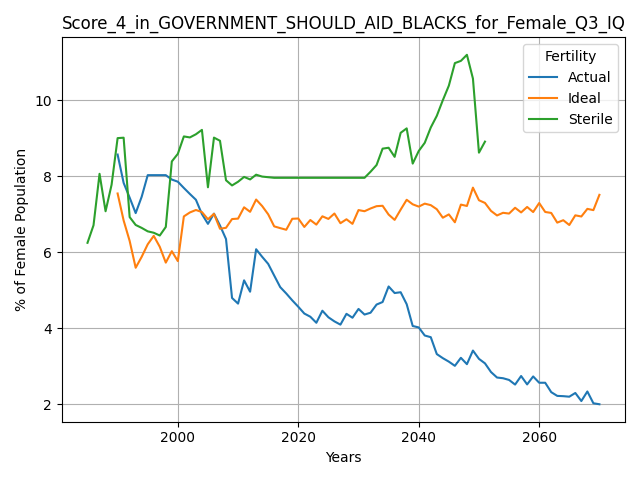 Score_4_in_GOVERNMENT_SHOULD_AID_BLACKS_for_Female_Q3_IQ
Fertility
Actual
Ideal
Sterile
% of Female Population
10
8
6
4
2
2000 2020 2040 2060
Years